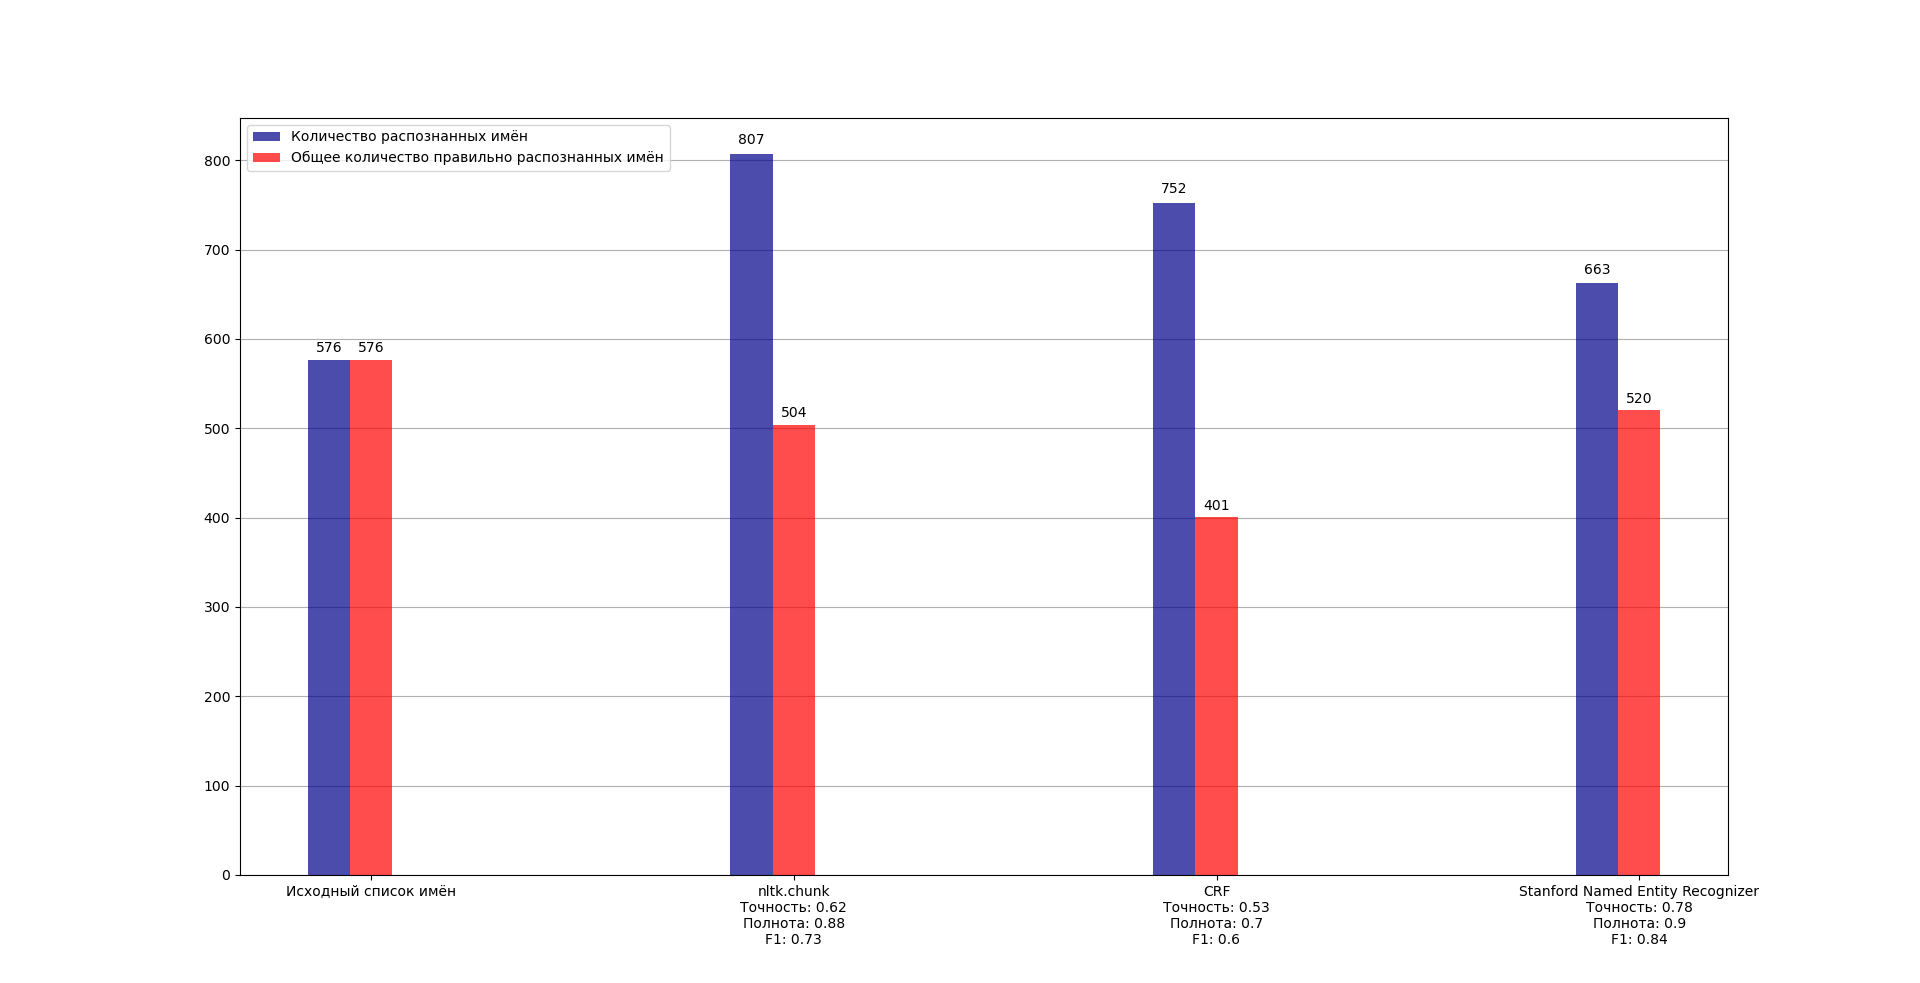 Количество распознанных имён
Общее количество правильно распознанных имён
807
752
663
576 576
504
401
520
800
700
600
500
400
300
200
100
0
Исходный список имён
nltk.chunk
Точность: 0.62
Полнота: 0.88
F1: 0.73
CRF
Точность: 0.53
Полнота: 0.7
F1: 0.6
Stanford Named Entity Recognizer
Точность: 0.78
Полнота: 0.9
F1: 0.84